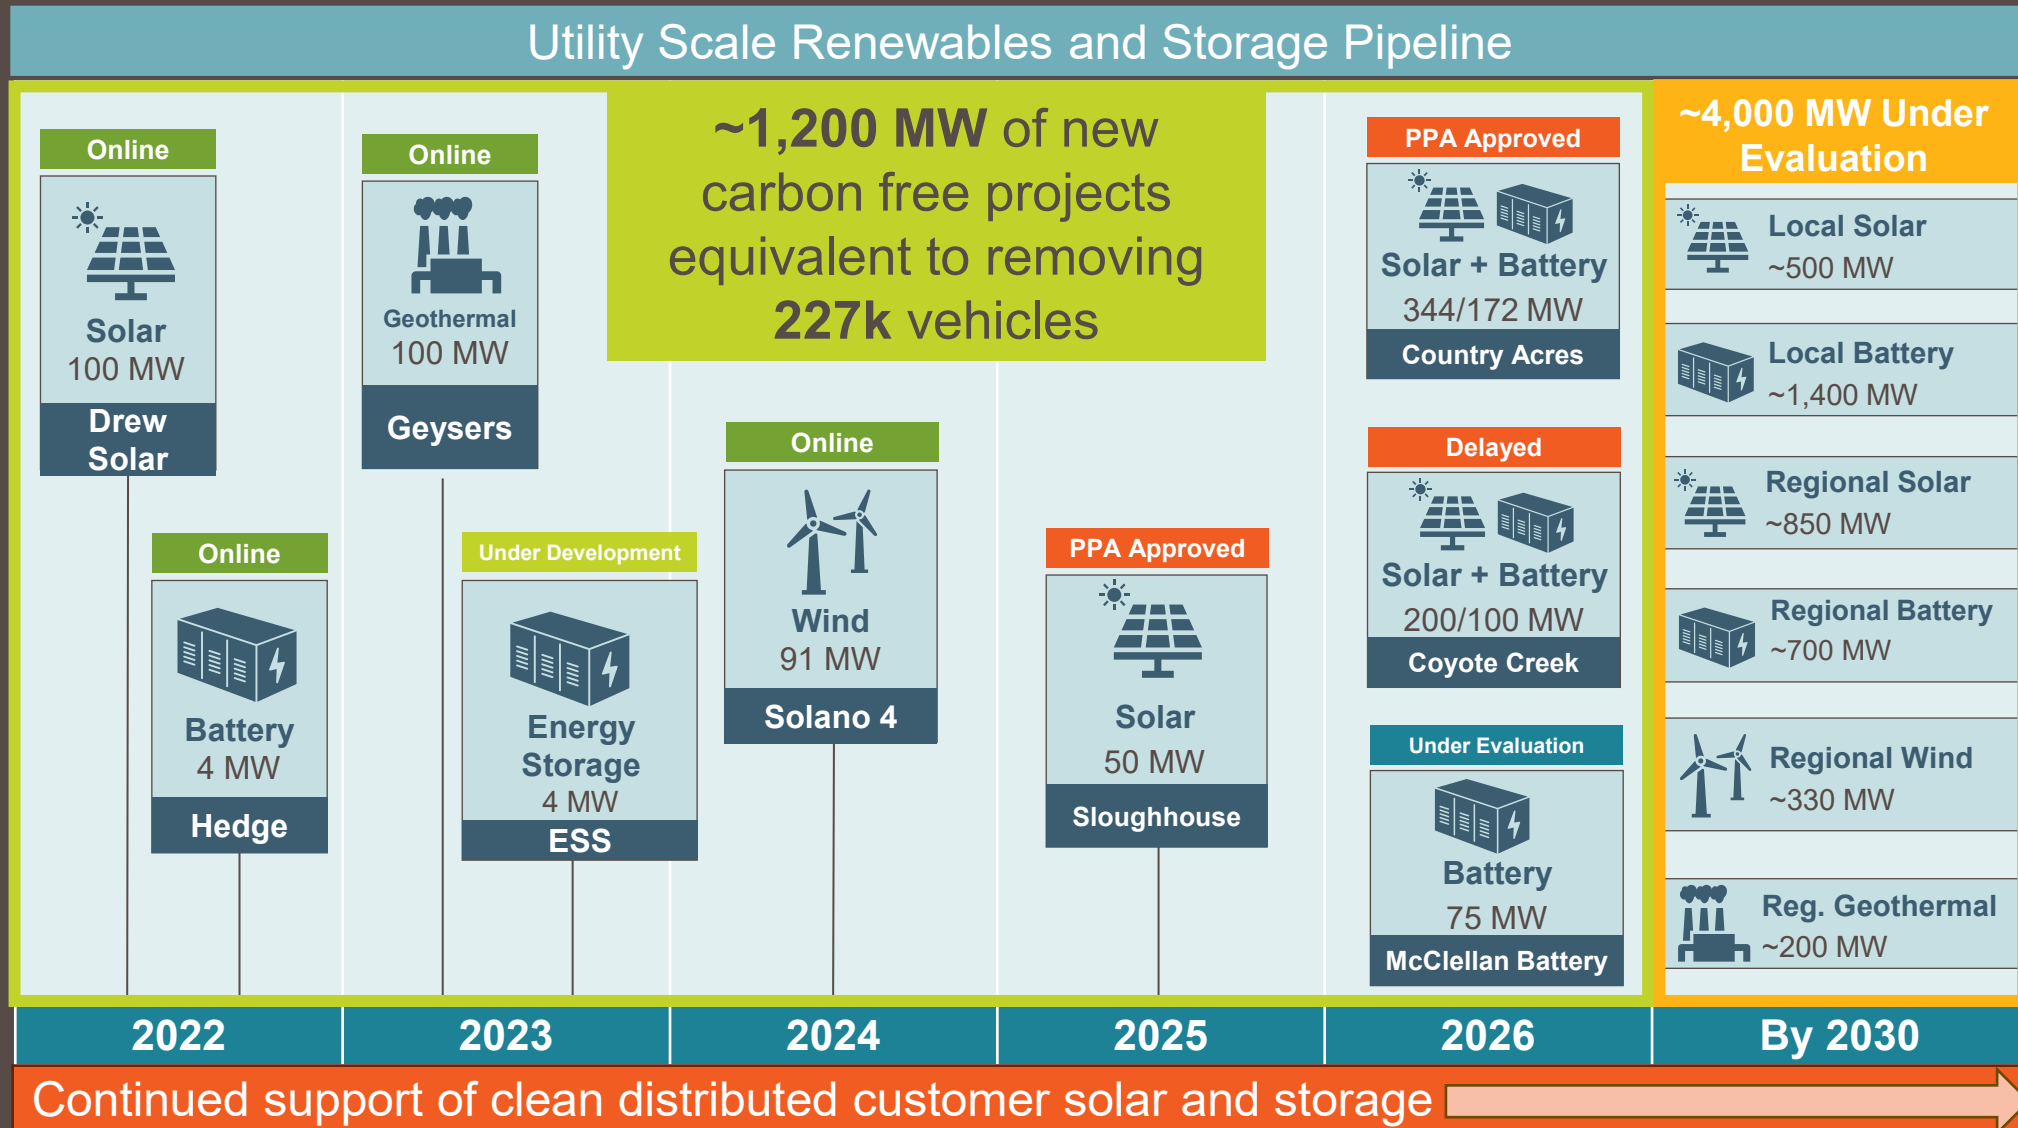 Utility Scale Renewables and Storage Pipeline
Online
Solar
100 MW
Drew
Solar
Online
Battery
4 MW
Hedge
Online
Geothermal
100 MW
Geysers
Under Development
Energy
Storage
4 MW
ESS
~1,200 MW of new
carbon free projects
equivalent to removing
227k vehicles
Online
Wind
91 MW
Solano 4
PPA Approved
Solar
50 MW
Sloughhouse
PPA Approved
Solar + Battery
344/172 MW
Country Acres
Delayed
Solar + Battery
200/100 MW
Coyote Creek
Under Evaluation
Battery
75 MW
McClellan Battery
~4,000 MW Under
Evaluation
Local Solar
~500 MW
Local Battery
~1,400 MW
Regional Solar
~850 MW
Regional Battery
~700 MW
Regional Wind
~330 MW
Reg. Geothermal
~200 MW
2022
2023
2024
2025
2026
By 2030
Continued support of clean distributed customer solar and storage